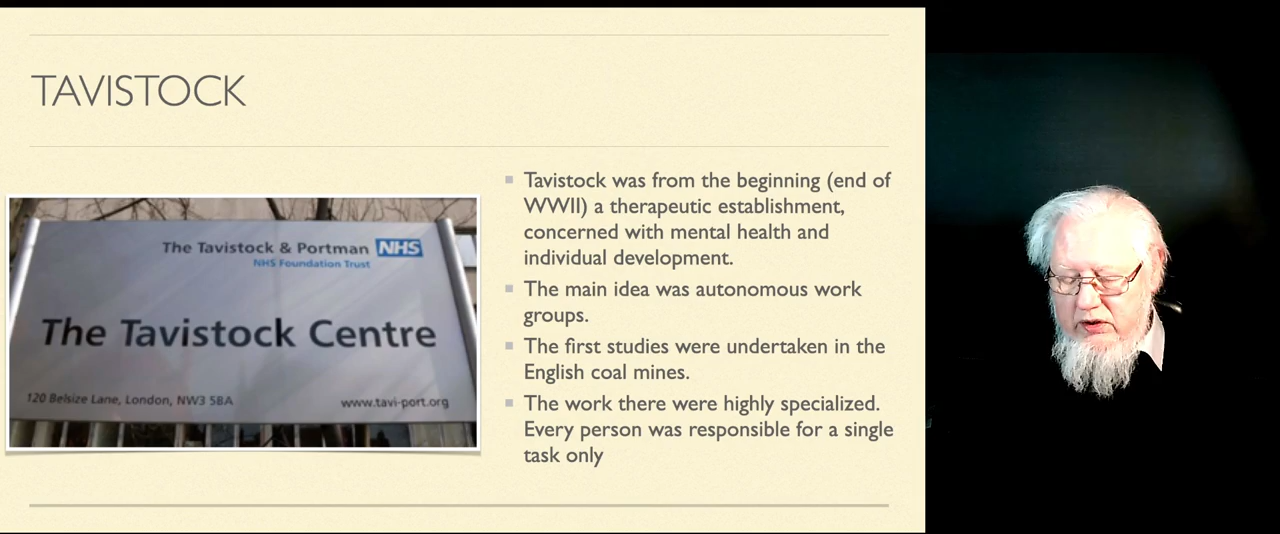 TAVISTOCK
The Tavistock & Portman NHS
NHS Foundation Trust
The Tavistock Centre
120 Belsize Lane, London, NW3 5BA
www.tavi-port.org
Tavistock was from the beginning (end of
WWII) a therapeutic establishment,
concerned with mental health and
individual development.
The main idea was autonomous work
groups.
The first studies were undertaken in the
English coal mines.
The work there were highly specialized.
Every person was responsible for a single
task only